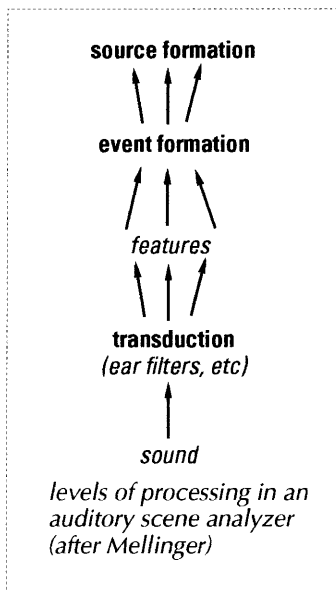 source formation
event formation
features
transduction
(ear filters, etc)
sound
levels of processing in an
auditory scene analyzer
(after Mellinger)